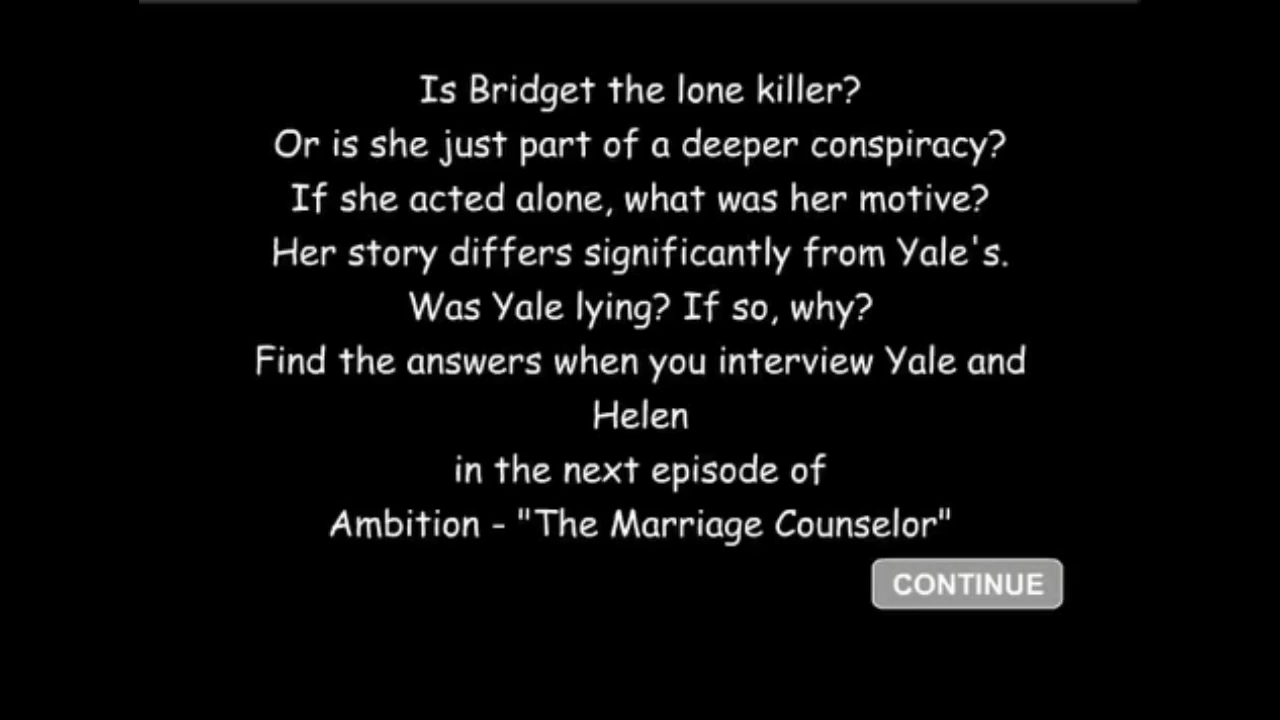 Is Bridget the lone killer?
Or is she just part of a deeper conspiracy?
If she acted alone, what was her motive?
Her story differs significantly from Yale's.
Was Yale lying? If so, why?
Find the answers when you interview Yale and
Helen
in the next episode of
Ambition - "The Marriage Counselor"
CONTINUE